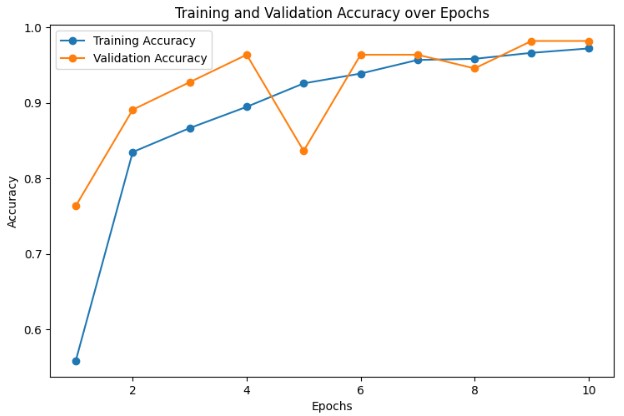 Training and Validation Accuracy over Epochs
Training Accuracy
Validation Accuracy
Accuracy
1.0
0.9
0.8
0.7
0.6
2 4 6 8 10
Epochs